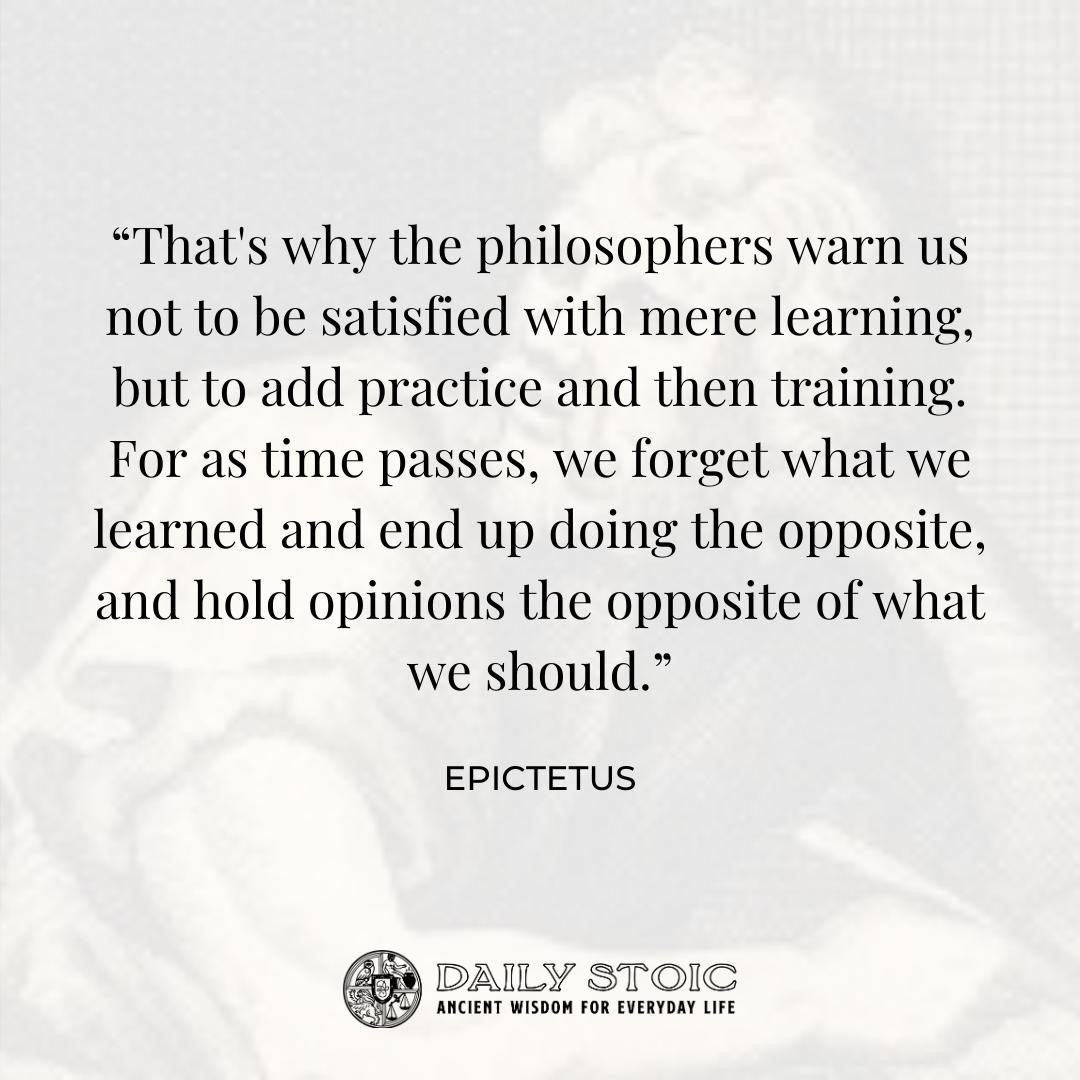 “That's why the philosophers warn us
not to be satisfied with mere learning,
but to add practice and then training.
For as time passes, we forget what we
learned and end up doing the opposite,
and hold opinions the opposite of what
we should.”
EPICTETUS
DAILY STOIC
ANCIENT WISDOM FOR EVERYDAY LIFE